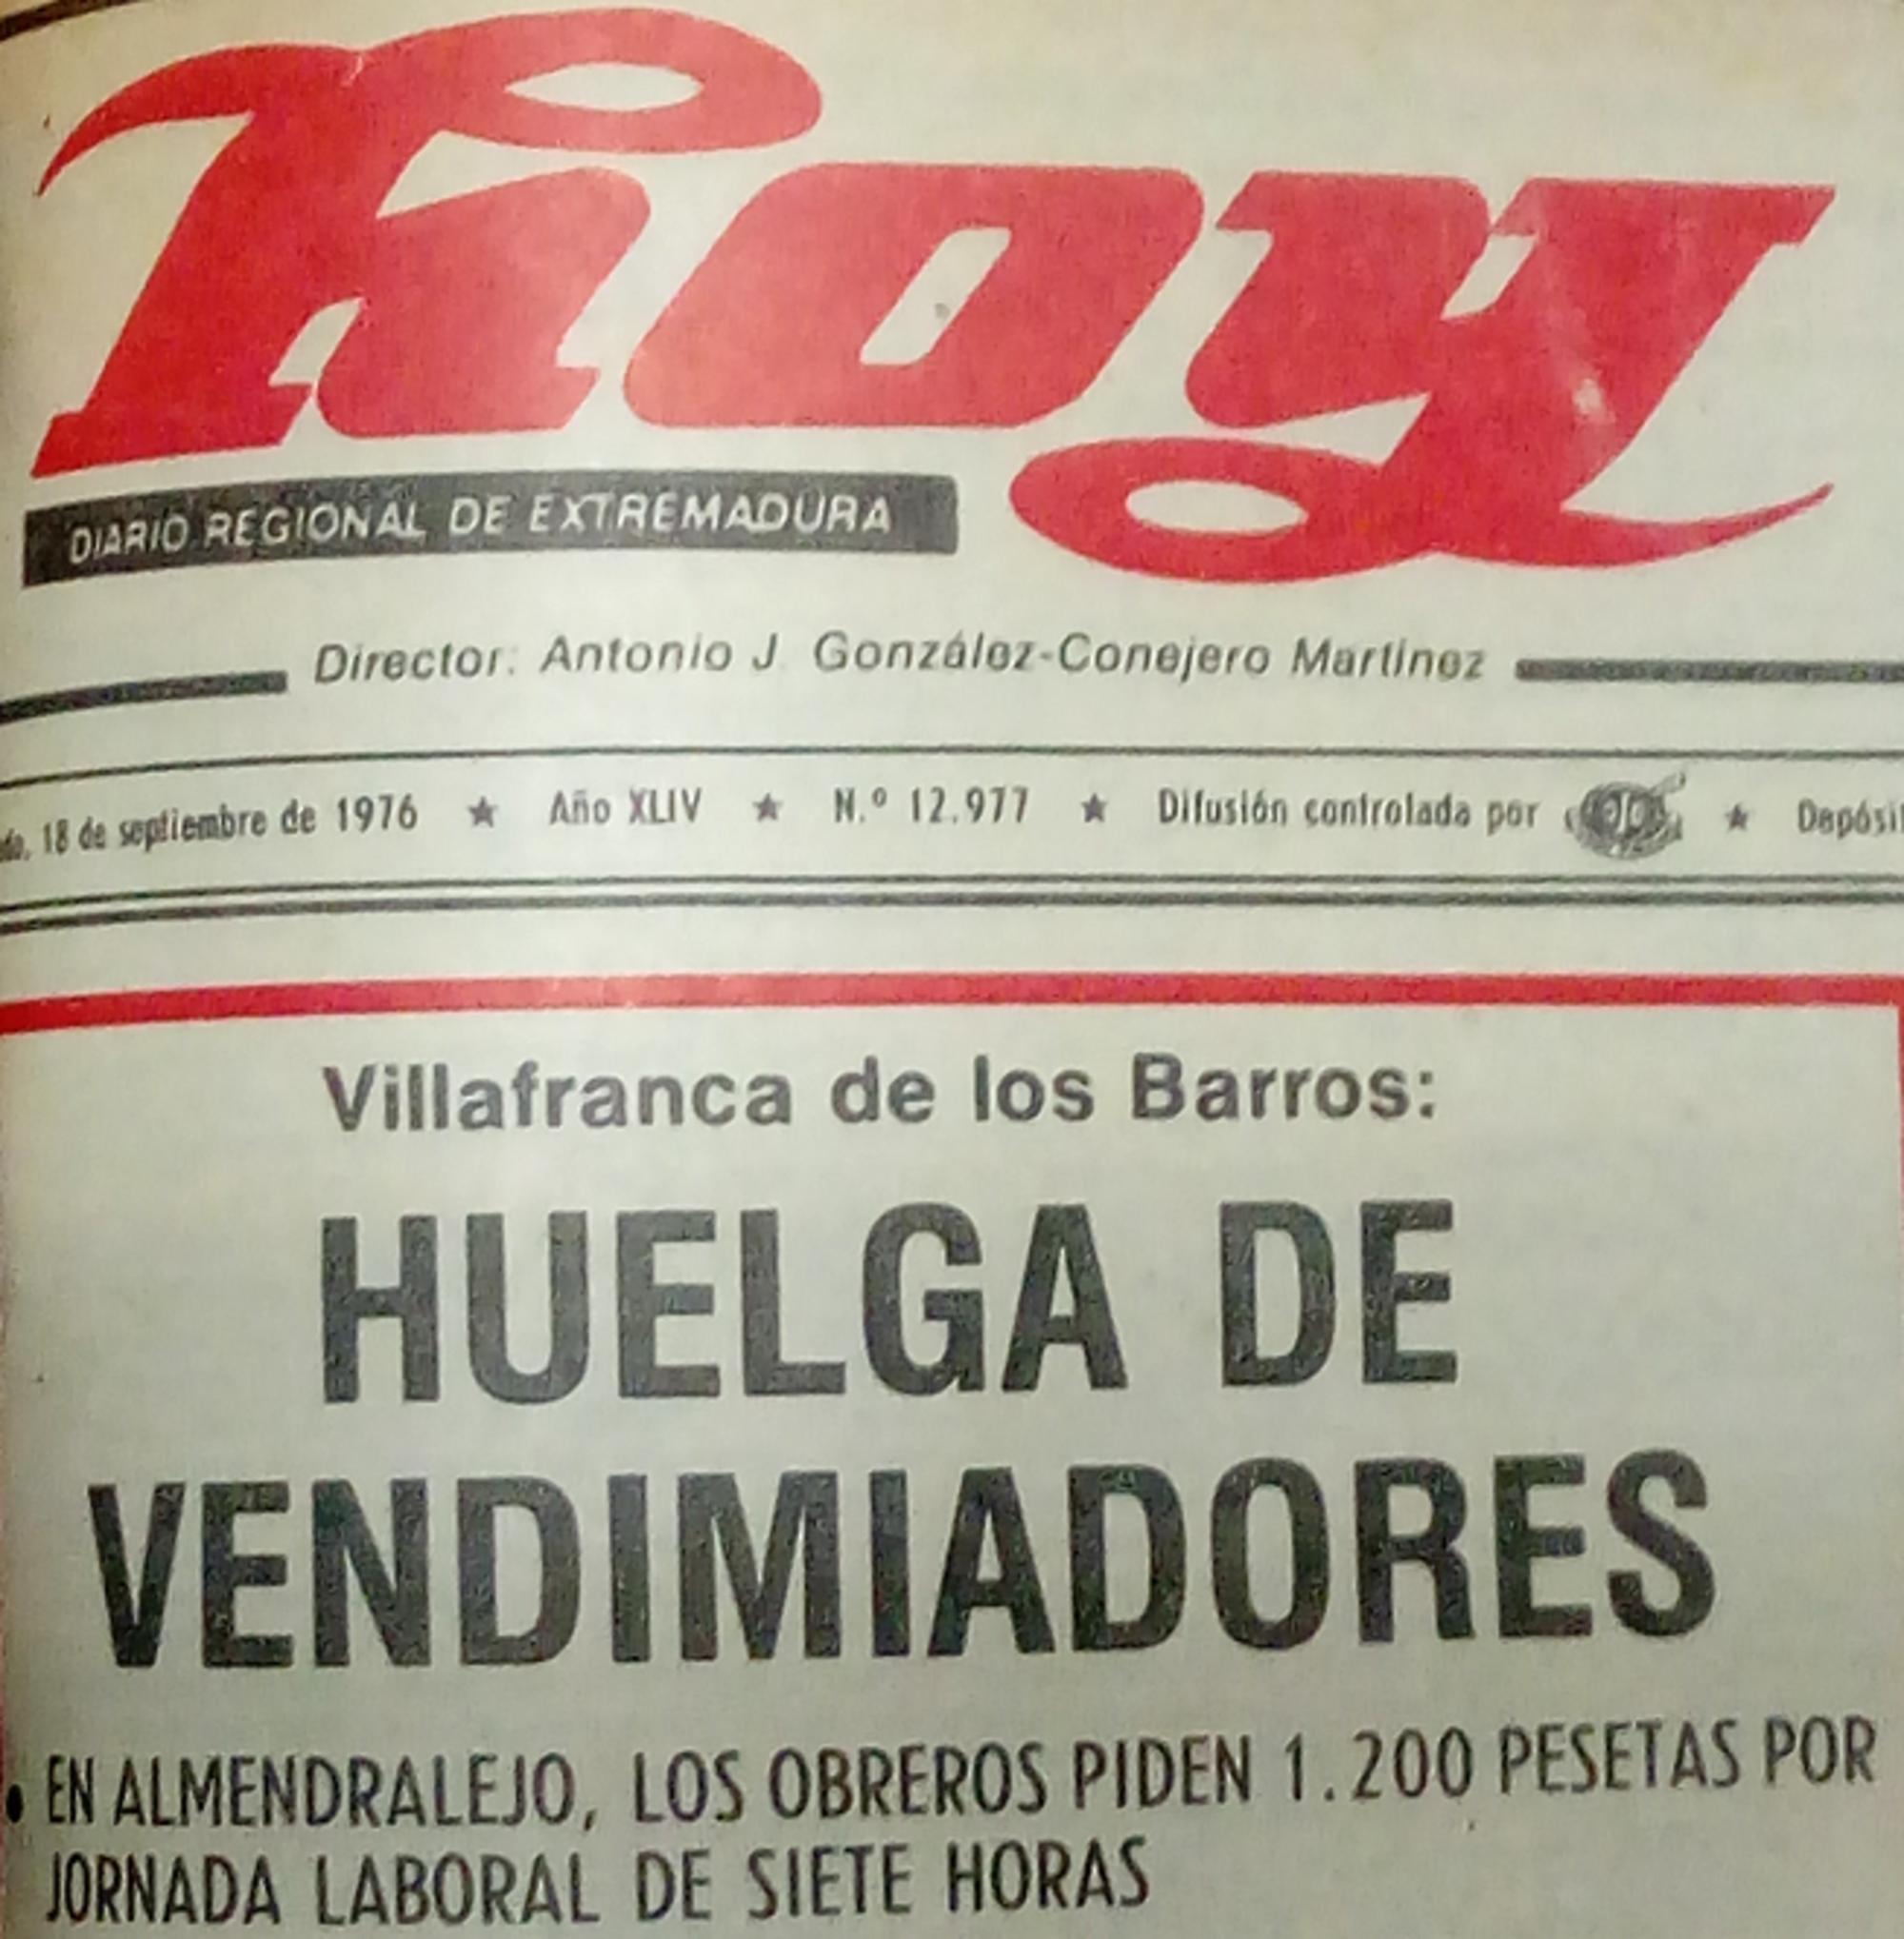 hoy
DIARIO REGIONAL DE EXTREMADURA
Director: Antonio J González-Conejero Martínez
18 de septiembre de 1976 ★ Año XLIV ★ N.º 12.977 ★ Difusión controlada por ★
Villafranca de los Barros:
HUELGA DE
VENDIMIADORES
• EN ALMENDRALEJO, LOS OBREROS PIDEN 1.200 PESETAS POR
JORNADA LABORAL DE SIETE HORAS